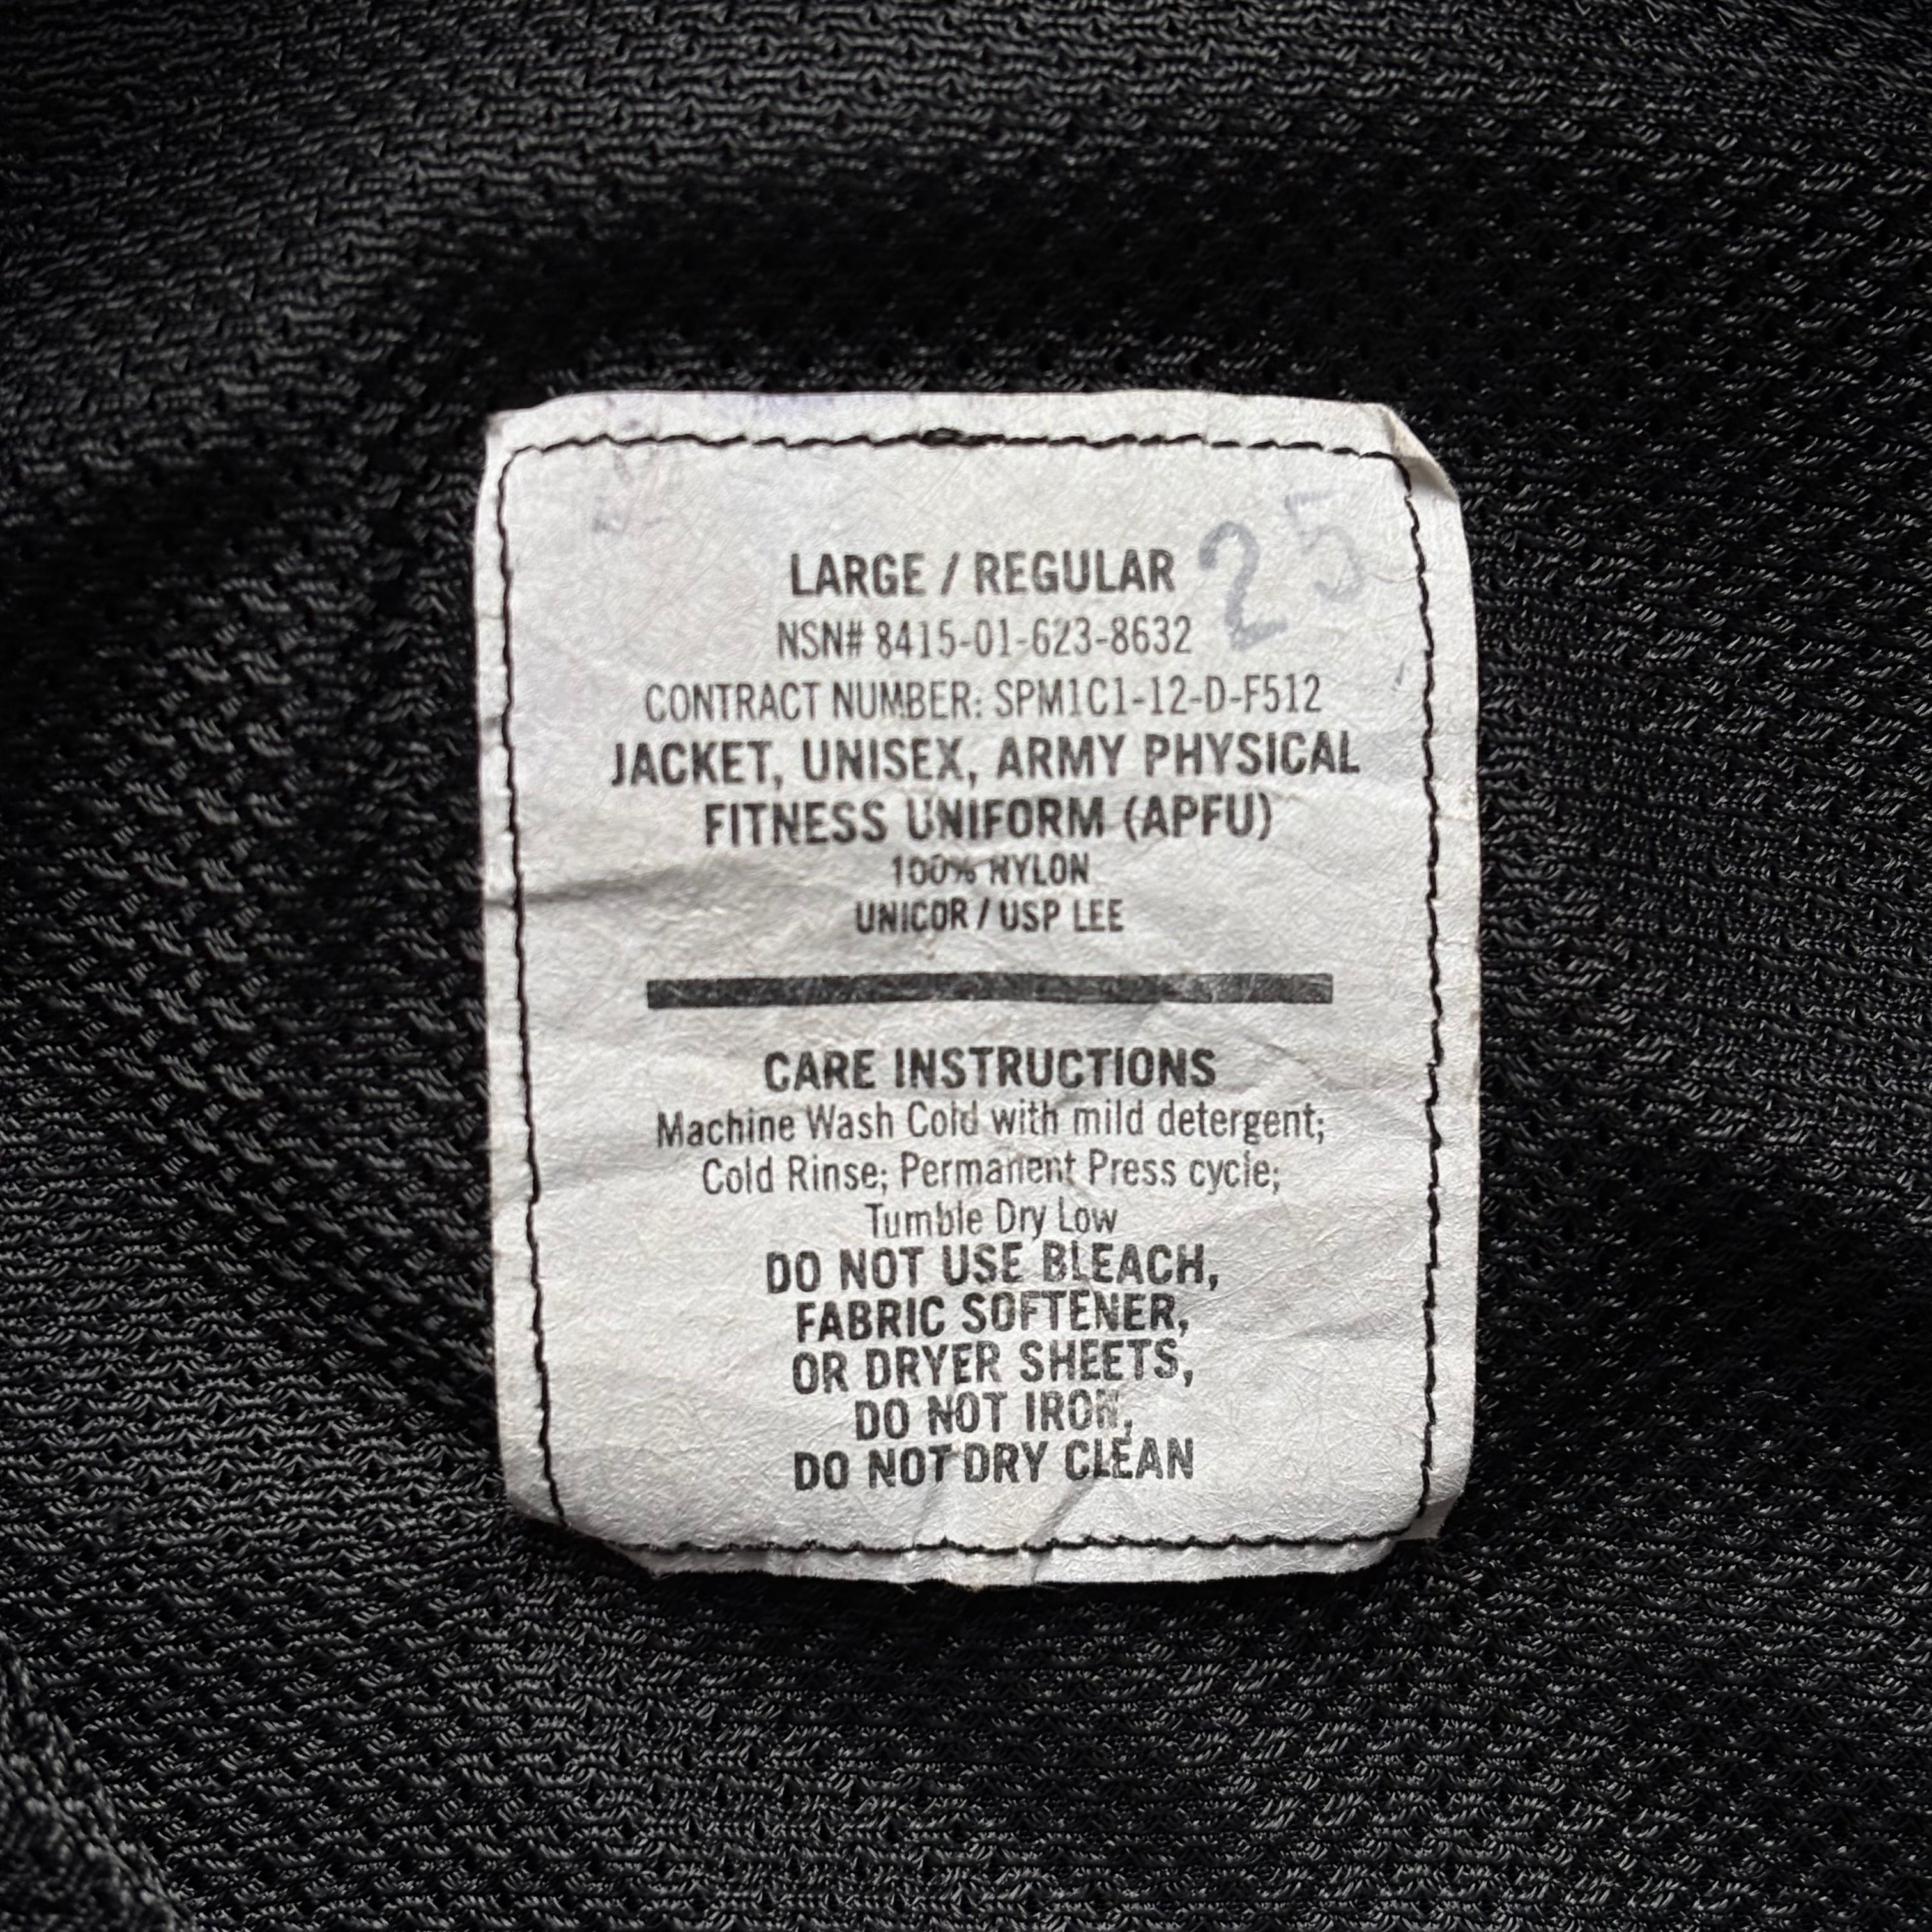 25
LARGE / REGULAR
NSN# 8415-01-623-8632
CONTRACT NUMBER: SPM1C1-12-D-F512
JACKET, UNISEX, ARMY PHYSICAL
FITNESS UNIFORM (APFU)
100% NYLON
UNICOR / USP LEE
CARE INSTRUCTIONS
Machine Wash Cold with mild detergent;
Cold Rinse; Permanent Press cycle;
Tumble Dry Low
DO NOT USE BLEACH,
FABRIC SOFTENER,
OR DRYER SHEETS,
DO NOT IRON,
DO NOT DRY CLEAN